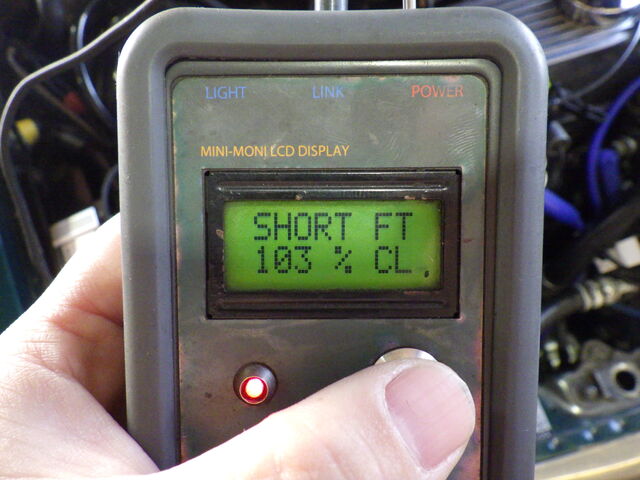 LIGHT LINK POWER
MINI-MONI LCD DISPLAY
SHORT FT
103 % CL.